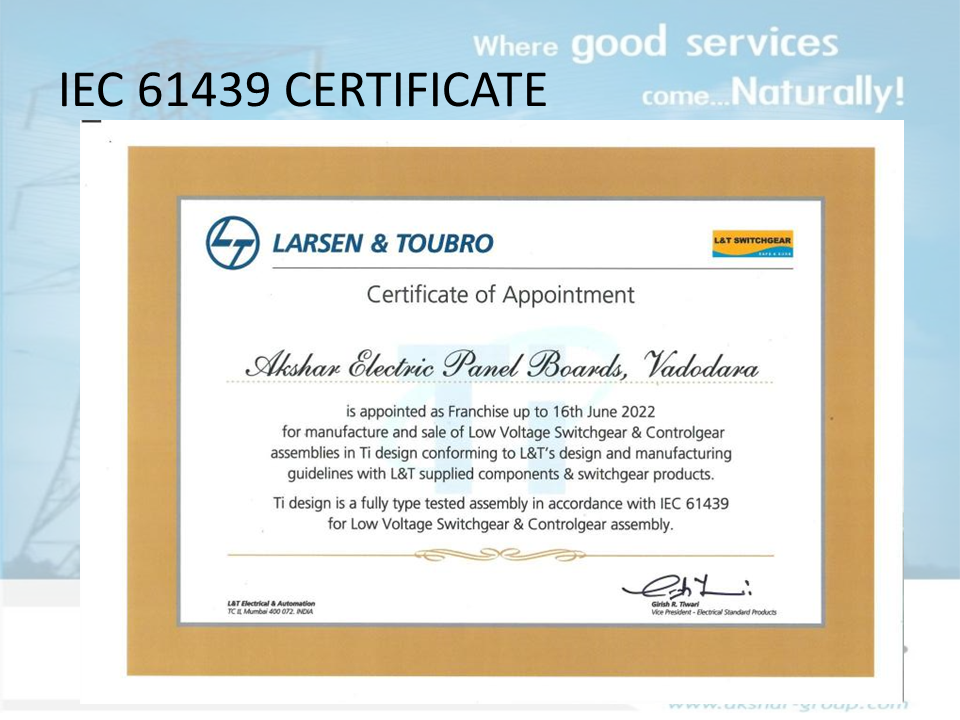 Where good services
come...Naturally!
IEC 61439 CERTIFICATE
LT
LARSEN & TOUBRO
L&T SWITCHGEAR
SAFE & SURE
Certificate of Appointment
Akshar Electric Panel Boards, Vadodara
is appointed as Franchise up to 16th June 2022
for manufacture and sale of Low Voltage Switchgear & Controlgear
assemblies in Ti design conforming to L&T's design and manufacturing
guidelines with L&T supplied components & switchgear products.
Ti design is a fully type tested assembly in accordance with IEC 61439
for Low Voltage Switchgear & Controlgear assembly.
L&T Electrical & Automation
TC II, Mumbai 400 072. INDIA
Girish R. Tiwari
Vice President - Electrical Standard Products
www.akshar-group.com